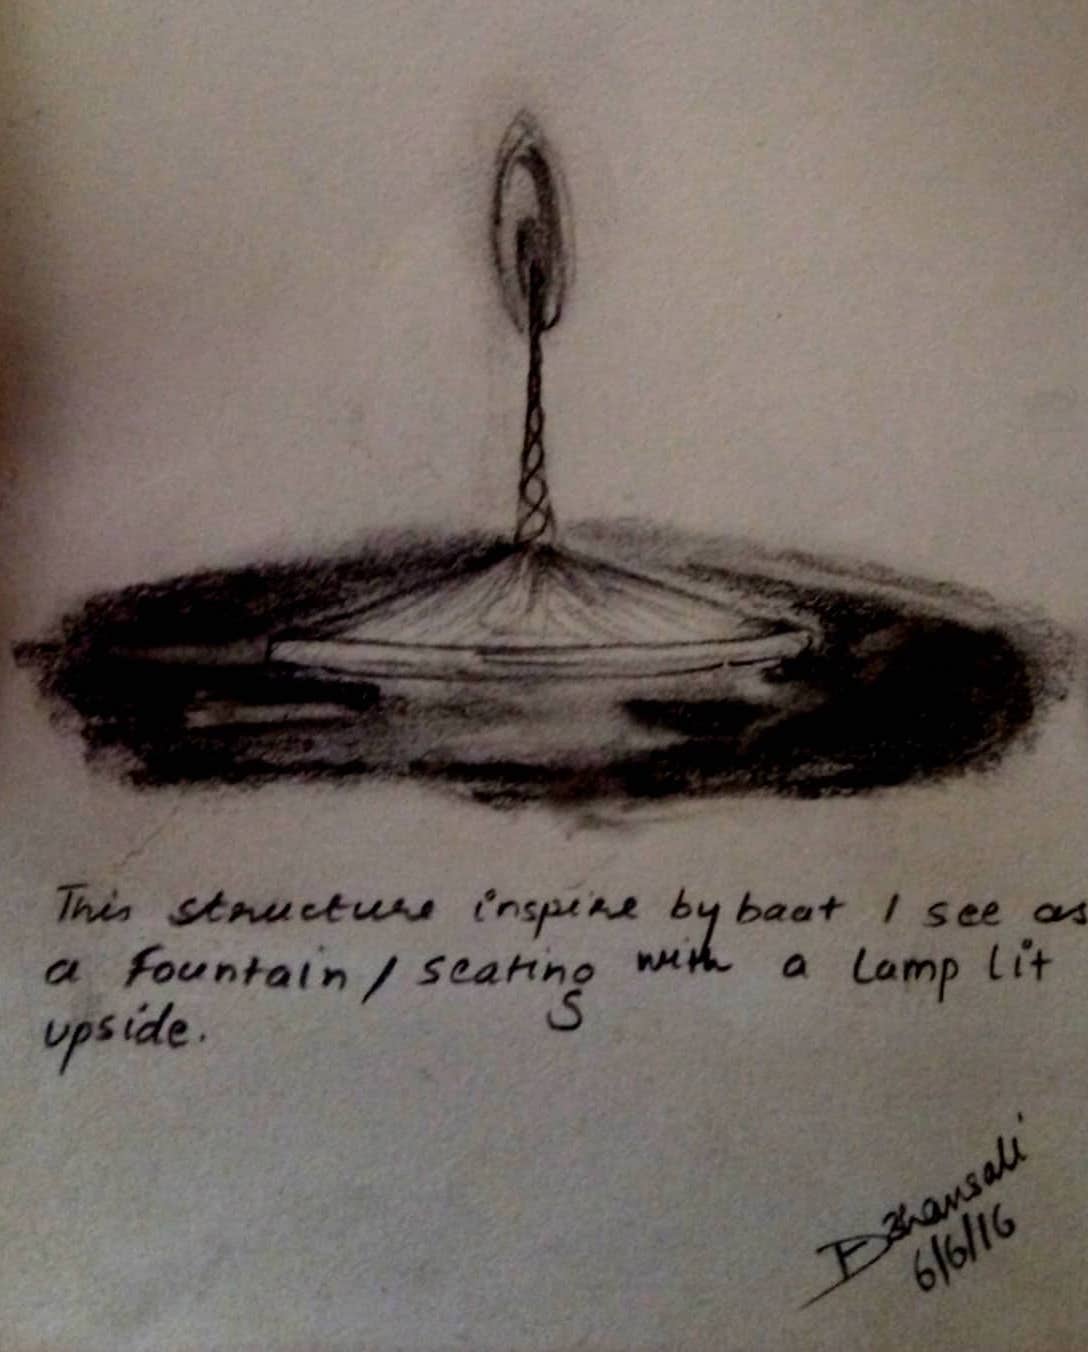 This structure inspire by baat I see as
a Fountain / seating with a lamp lit
S
upside.
Bhansali
6/6/16